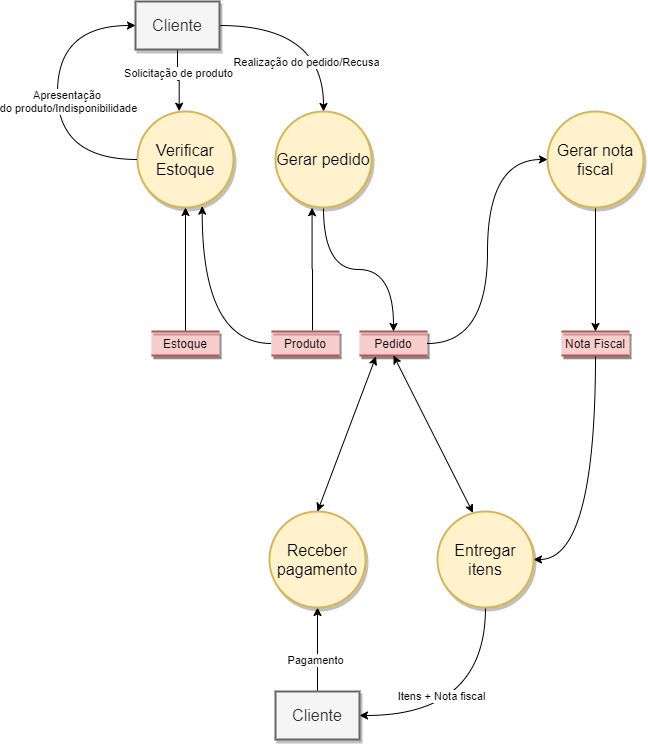 Cliente
Solicitação de produto
Realização do pedido/Recusa
Apresentação
do produto/Indisponibilidade
Verificar
Estoque
Gerar pedido
Gerar nota
fiscal
Estoque
Produto
Pedido
Nota Fiscal
Receber
pagamento
Entregar
itens
Pagamento
Itens + Nota fiscal
Cliente